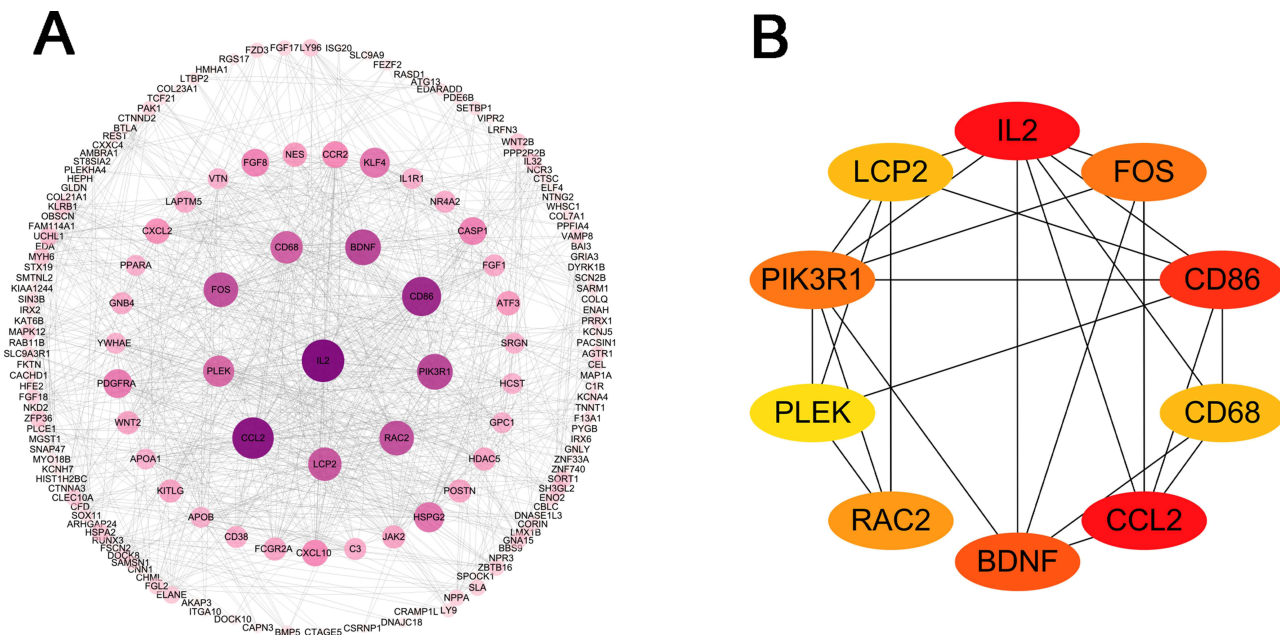 A
B
FZD3
FGF17
LY96
ISG20
SLC9A9
FEZF2
RASD1
ATG13
EDARADD
PDE6B
SETBP1
VIPR2
LRFN3
WNT2B
PPP2R2B
IL32
NCR3
CTSC
ELF4
NTNG2
WHSC1
COL7A1
PPFIA4
VAMP8
BAI3
GRIA3
DYRK1B
SCN2B
SARM1
COLQ
ENAH
PRRX1
KCNJ5
PACSIN1
AGTR1
CEL
MAP1A
C1R
KCNA4
TNNT1
F13A1
PYGB
IRX6
GNLY
ZNF33A
ZNF740
SORT1
SH3GL2
ENO2
CBLC
DNASE1L3
CORIN
LMX1B
GNA15
BBS9
NPR3
ZBTB16
SPOCK1
SLA
NPPA
LY9
CRAMP1L
DNAJC18
CSRNP1
CTAGE5
BMP5
CAPN3
DOCK10
ITGA10
AKAP3
ELANE
FGL2
CHML
CNN1
SAMSN1
DOCK8
FSCN2
RUNX3
HSPA2
ARHGAP24
SOX11
CFD
CLEC10A
CTNNA3
HIST1H2BC
KCNH7
MYO18B
SNAP47
MGST1
PLCE1
ZFP36
NKD2
FGF18
HFE2
CACHD1
FKTN
SLC9A3R1
RAB11B
MAPK12
KAT6B
IRX2
SIN3B
KIAA1244
SMTNL2
STX19
MYH6
EDA
UCHL1
FAM114A1
OBSCN
KLRB1
COL21A1
GLDN
HEPH
PLEKHA4
ST8SIA2
AMBRA1
CXXC4
REST
BTLA
CTNND2
PAK1
TCF21
COL23A1
LTBP2
HMHA1
RGS17
NES
CCR2
KLF4
IL1R1
NR4A2
CASP1
FGF1
ATF3
SRGN
HCST
GPC1
HDAC5
POSTN
HSPG2
JAK2
C3
CXCL10
FCGR2A
CD38
APOB
KITLG
APOA1
WNT2
PDGFRA
YWHAE
GNB4
PPARA
CXCL2
LAPTM5
VTN
FGF8
CD68
BDNF
FOS
CD86
IL2
PLEK
PIK3R1
CCL2
RAC2
LCP2
IL2
LCP2
FOS
PIK3R1
CD86
PLEK
CD68
RAC2
CCL2
BDNF